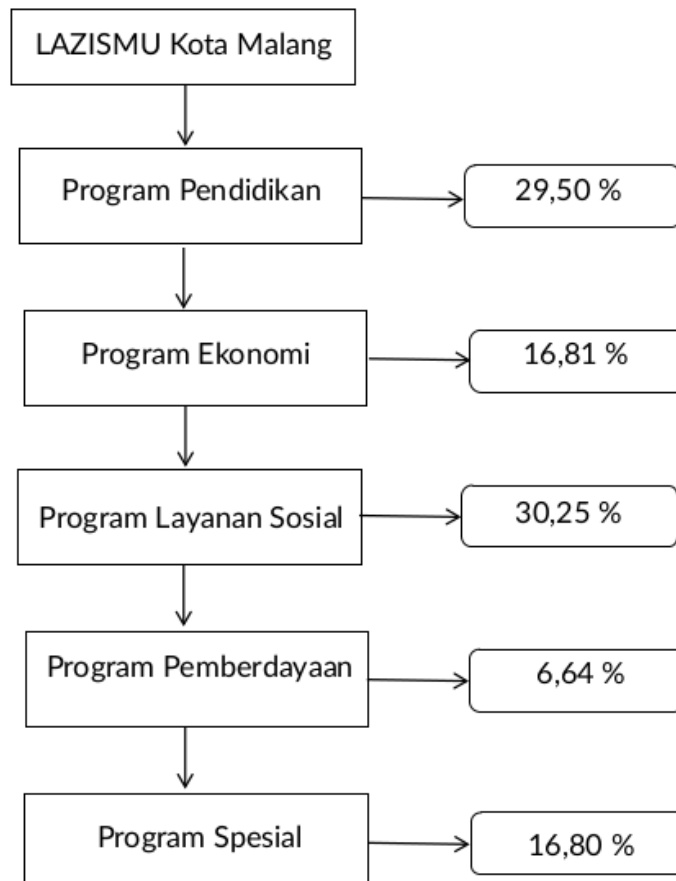 LAZISMU Kota Malang
Program Pendidikan
29,50 %
Program Ekonomi
16,81 %
Program Layanan Sosial
30,25 %
Program Pemberdayaan
6,64 %
Program Spesial
16,80 %